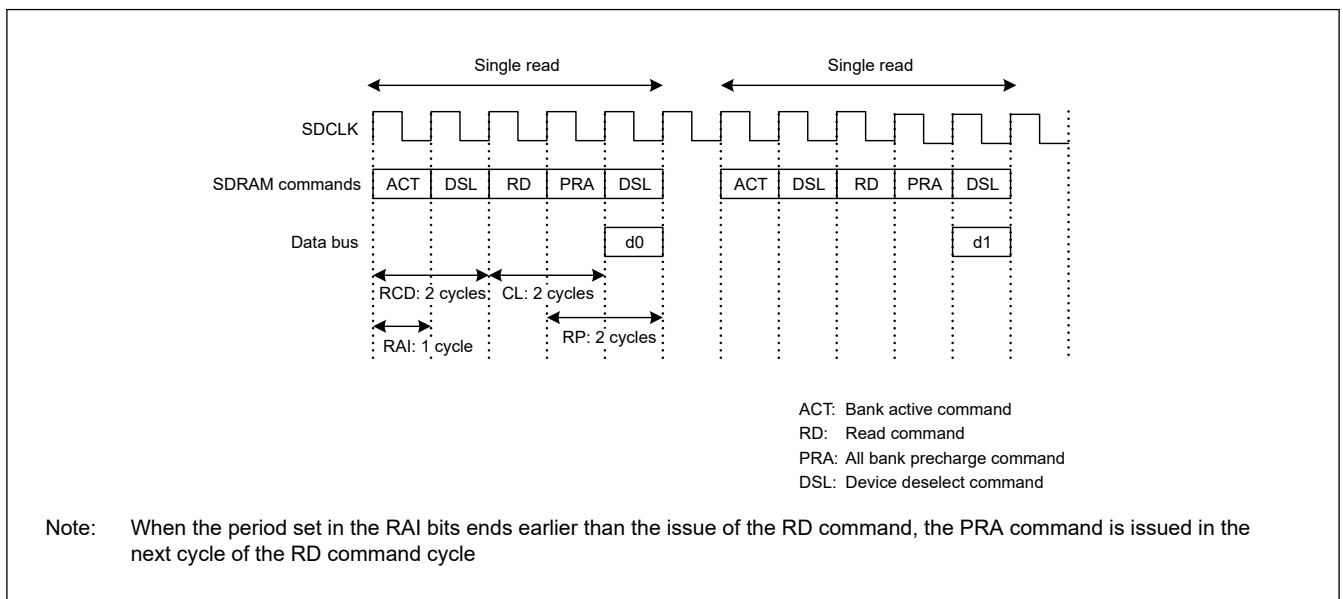 Single read Single read
SDCLK
SDRAM commands ACT DSL RD PRA DSL ACT DSL RD PRA DSL
Data bus d0 d1
RCD: 2 cycles CL: 2 cycles
RAI: 1 cycle RP: 2 cycles
ACT: Bank active command
RD: Read command
PRA: All bank precharge command
DSL: Device deselect command
Note: When the period set in the RAI bits ends earlier than the issue of the RD command, the PRA command is issued in the
next cycle of the RD command cycle